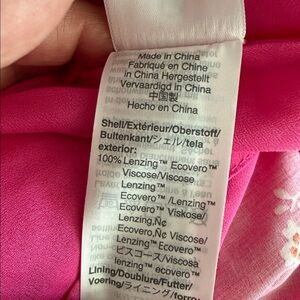 Made in China
Fabriqué en Chine
in China Hergestellt
Vervaardigd in China
中国製
Hecho en China
Shell/Extérieur/Oberstoff/
Buitenkant/シェル/tela
exterior:
100% Lenzing™ Ecovero™
Viscose/Viscose
Lenzing™
Ecovero™ /Lenzing
Ecovero™ Viskose/
Lenzing,Ñ¢
Ecovero,Ñ¢ Viscose/
Lenzing™ Ecovero™
ビスコース/viscosa
lenzing™ ecovero™
Lining/Doublure/Futter/
Voering/ライニング/forro: